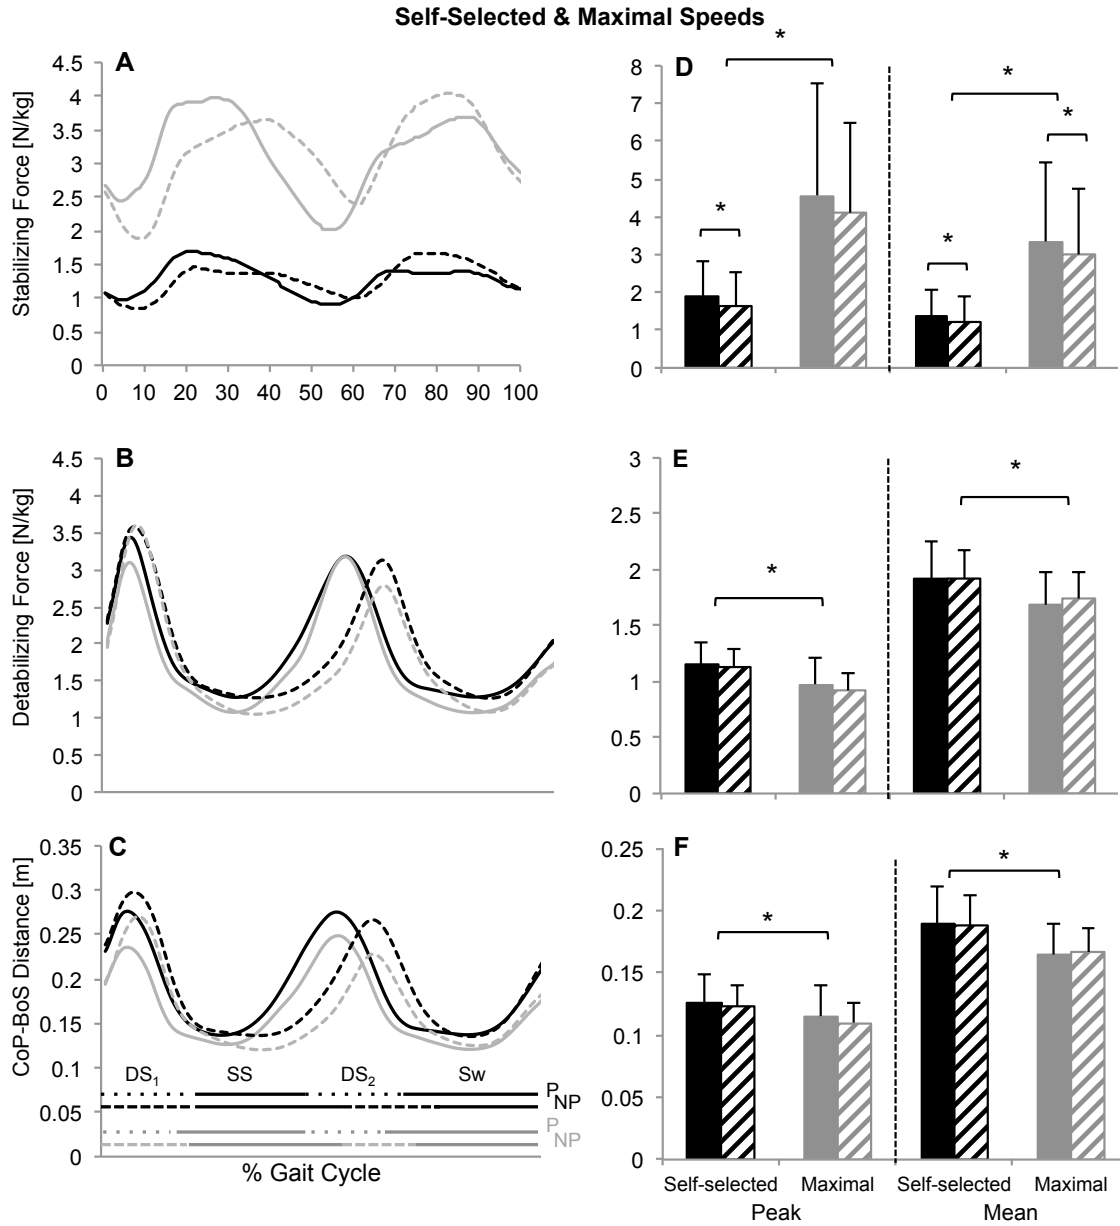 Self-Selected & Maximal Speeds
A
Stabilizing Force [N/kg]
4.5
4
3.5
3
2.5
2
1.5
1
0.5
0
0 10 20 30 40 50 60 70 80 90 100
D
8
7
6
5
4
3
2
1
0
* * * * * *
B
Detabilizing Force [N/kg]
4.5
4
3.5
3
2.5
2
1.5
1
0.5
0
E
3
2.5
2
1.5
1
0.5
0
* *
C
CoP-BoS Distance [m]
0.35
0.3
0.25
0.2
0.15
0.1
0.05
0
DS1 SS DS2 Sw
P
NP
P
NP
% Gait Cycle
F
0.25
0.2
0.15
0.1
0.05
0
* *
Self-selected Maximal Self-selected Maximal
Peak Mean